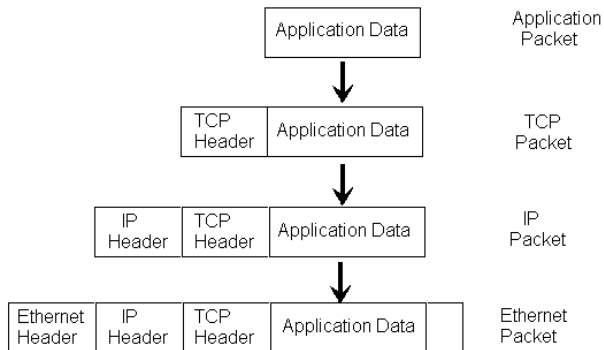 Application Data
Application
Packet
TCP
Header
Application Data
TCP
Packet
IP
Header
TCP
Header
Application Data
IP
Packet
Ethernet
Header
IP
Header
TCP
Header
Application Data
Ethernet
Packet